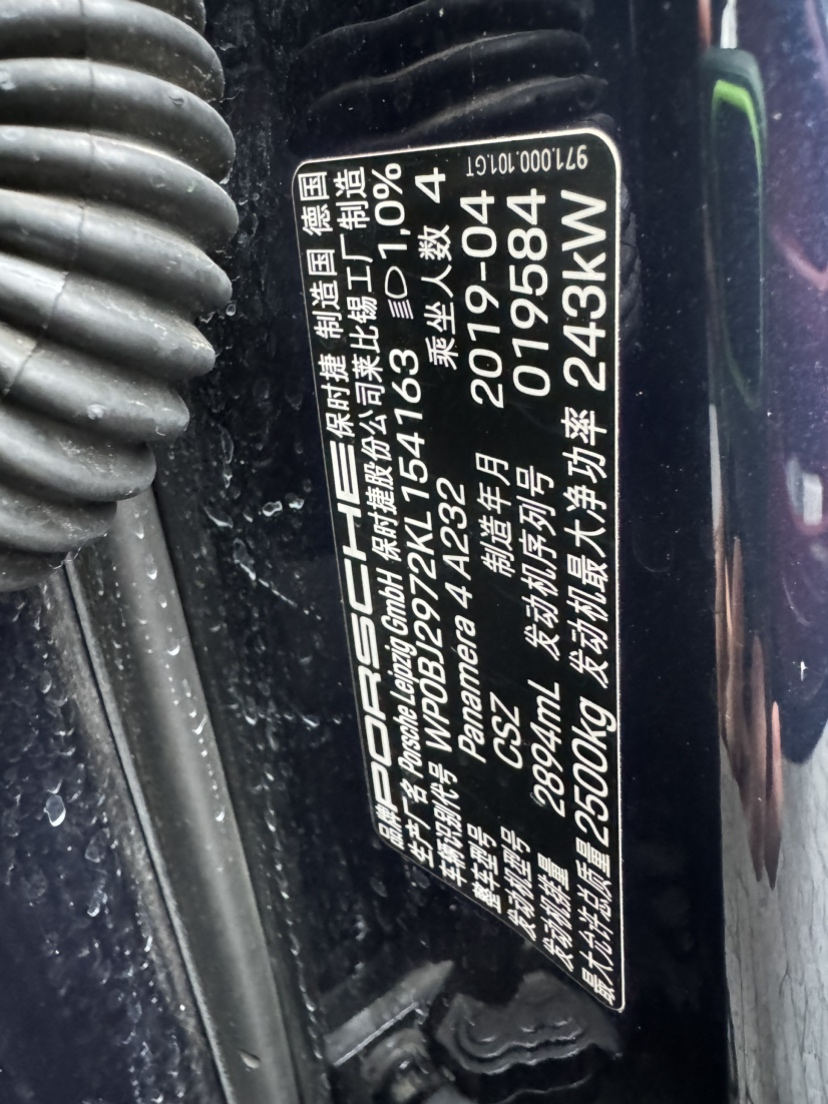 品牌 PORSCHE 保时捷 制造国 德国
生产厂名 Porsche Leipzig GmbH 保时捷股份公司莱比锡工厂制造
车辆识别代号 WP0BJ2972KL154163 1,0%
整车型号 Panamera 4 A232 乘坐人数 4
发动机型号 CSZ 制造年月 2019-04
发动机排量 2894mL 发动机序列号 019584
最大允许总质量 2500kg 发动机最大净功率 243kW
971.000.101.GT